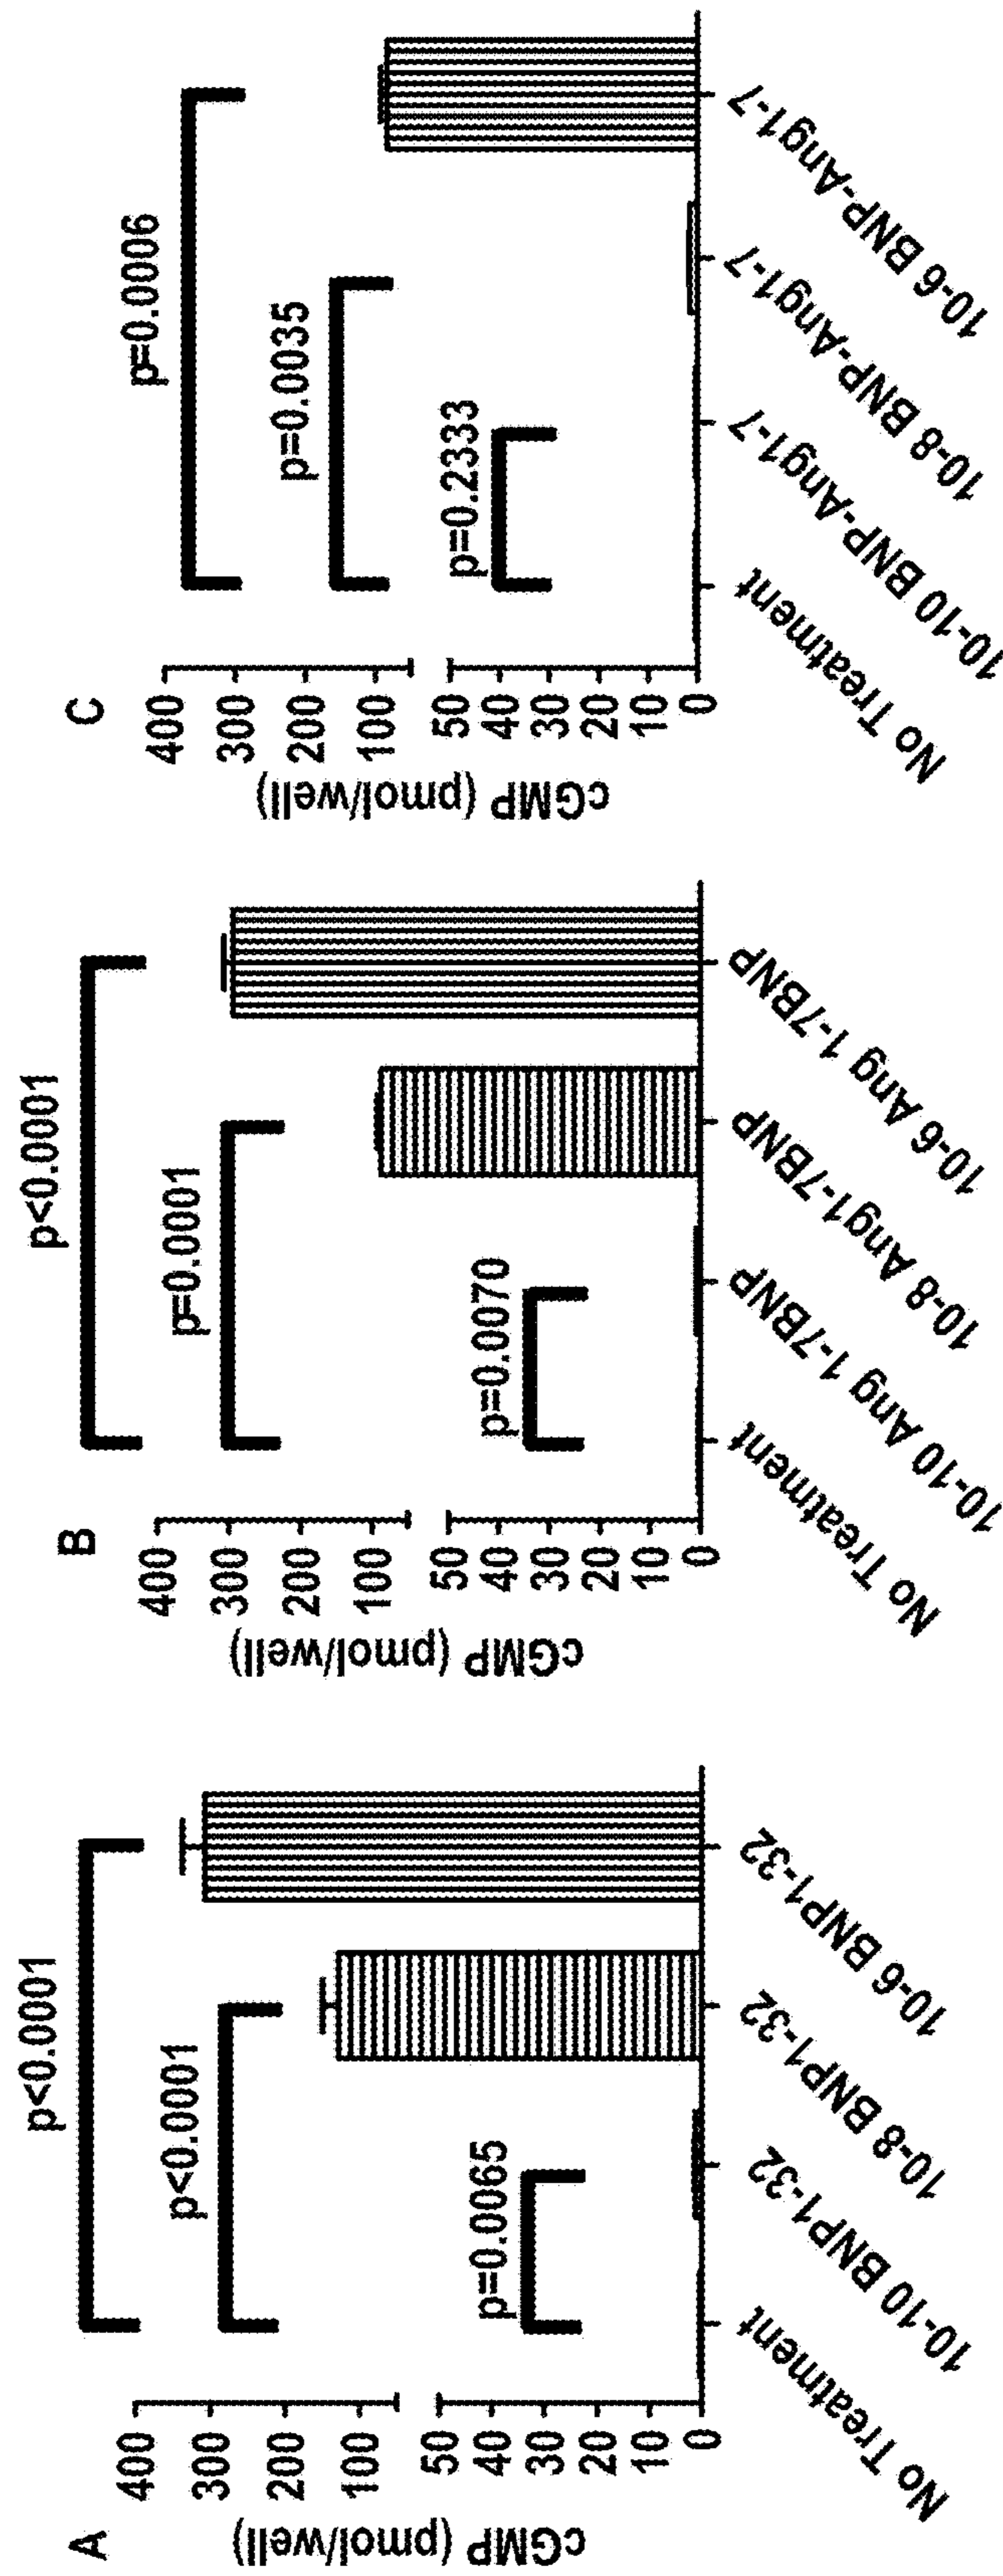 A
cGMP (pmol/well)
400
300
200
100
50
40
30
20
10
0
p<0.0001
p<0.0001
p=0.0065
No Treatment
10-10 BNP1-32
10-8 BNP1-32
10-6 BNP1-32
B
cGMP (pmol/well)
400
300
200
100
50
40
30
20
10
0
p<0.0001
p=0.0001
p=0.0070
No Treatment
10-10 Ang 1-7BNP
10-8 Ang1-7BNP
10-6 Ang 1-7BNP
C
cGMP (pmol/well)
400
300
200
100
50
40
30
20
10
0
p=0.0006
p=0.0035
p=0.2333
No Treatment
10-10 BNP-Ang1-7
10-8 BNP-Ang1-7
10-6 BNP-Ang1-7